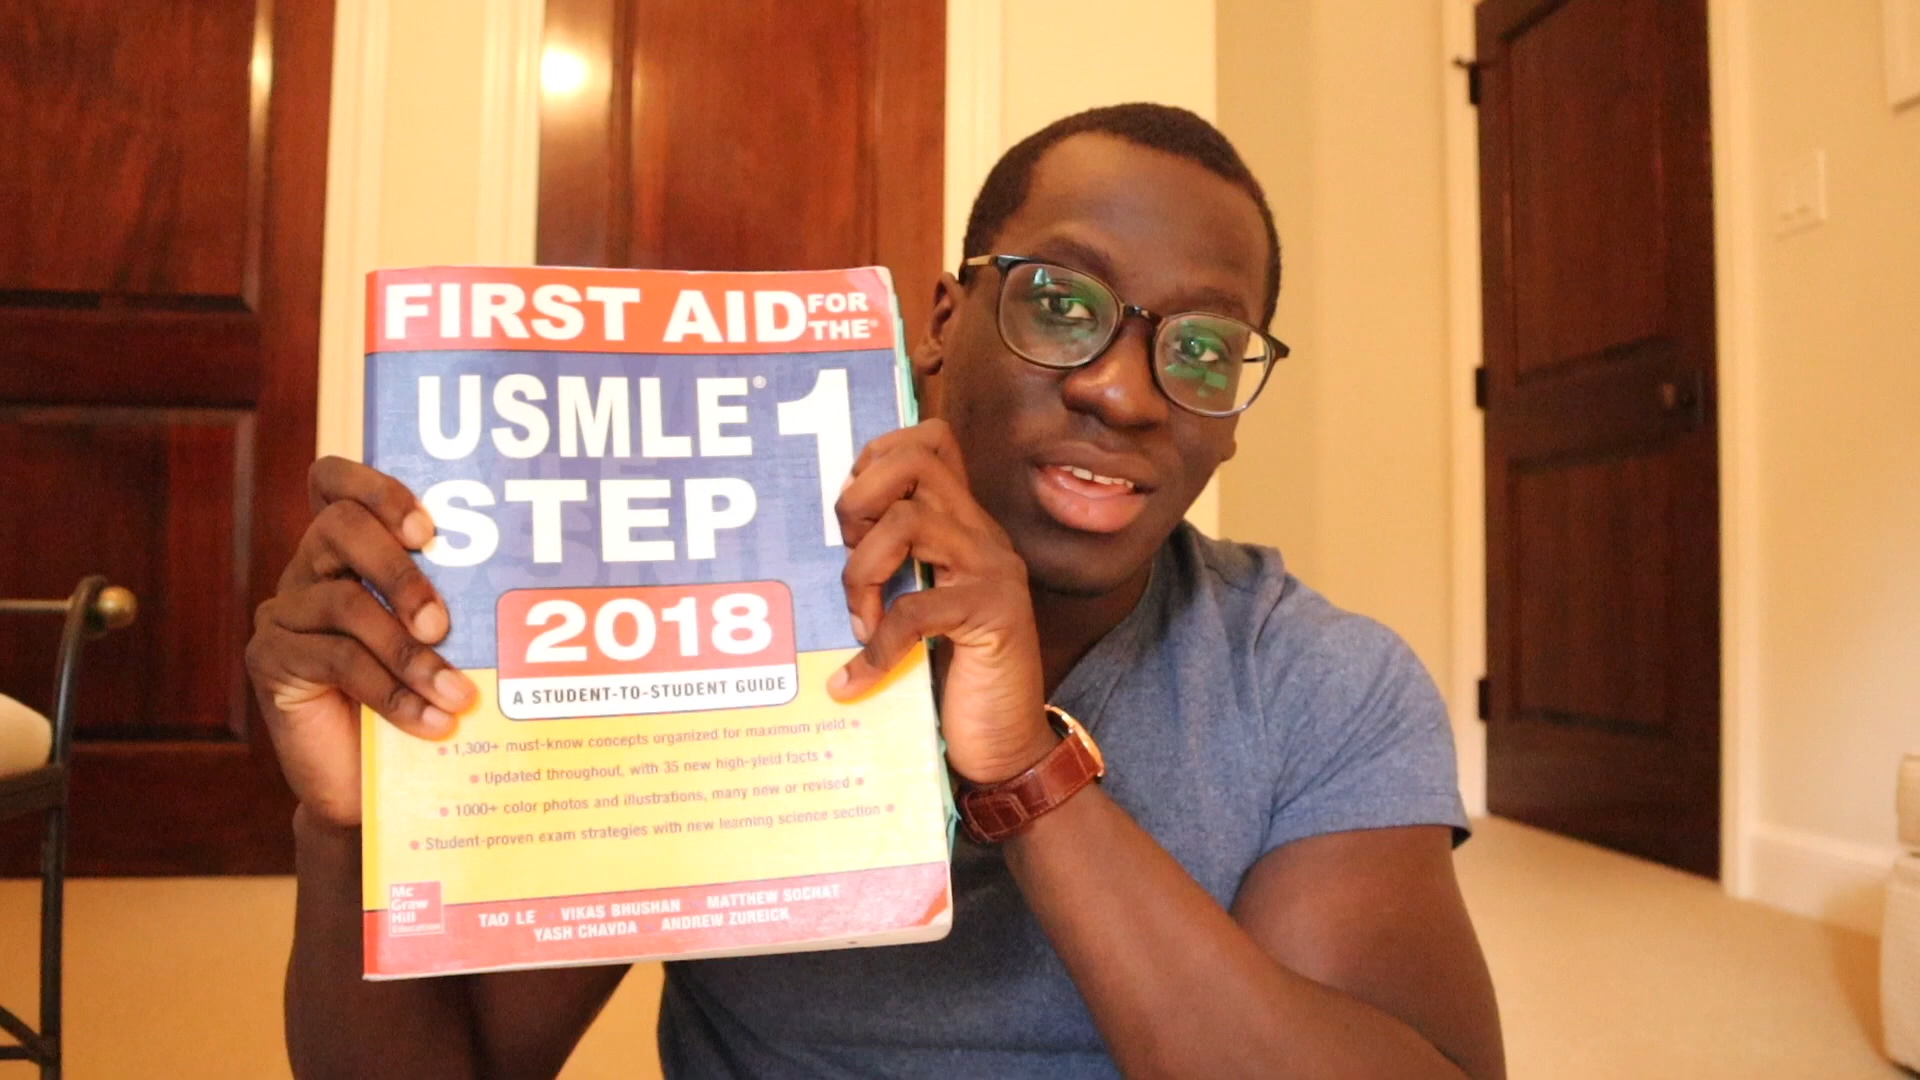 FIRST AID FOR THE®
USMLE®
STEP 1
2018
A STUDENT-TO-STUDENT GUIDE
• 1,300+ must-know concepts organized for maximum yield •
• Updated throughout, with 35 new high-yield facts •
• 1000+ color photos and illustrations, many new or revised •
• Student-proven exam strategies with new learning science section •
Mc
Graw
Hill
Education
TAO LE VIKAS BHUSHAN MATTHEW SOCHAT
YASH CHAVDA ANDREW ZUREICK